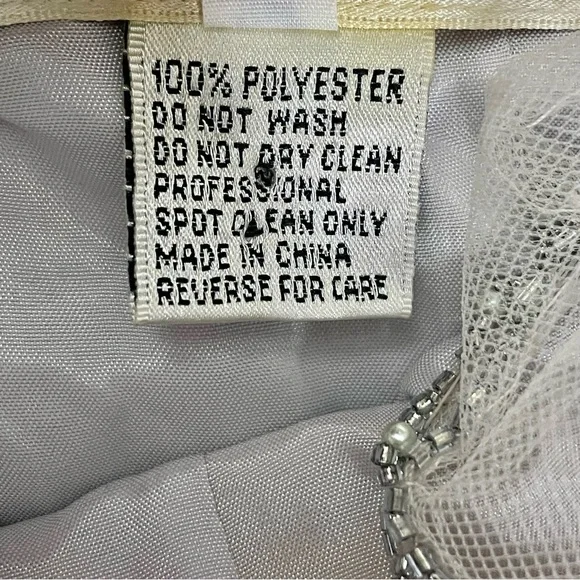 100% POLYESTER
DO NOT WASH
DO NOT DRY CLEAN
PROFESSIONAL
SPOT CLEAN ONLY
MADE IN CHINA
REVERSE FOR CARE